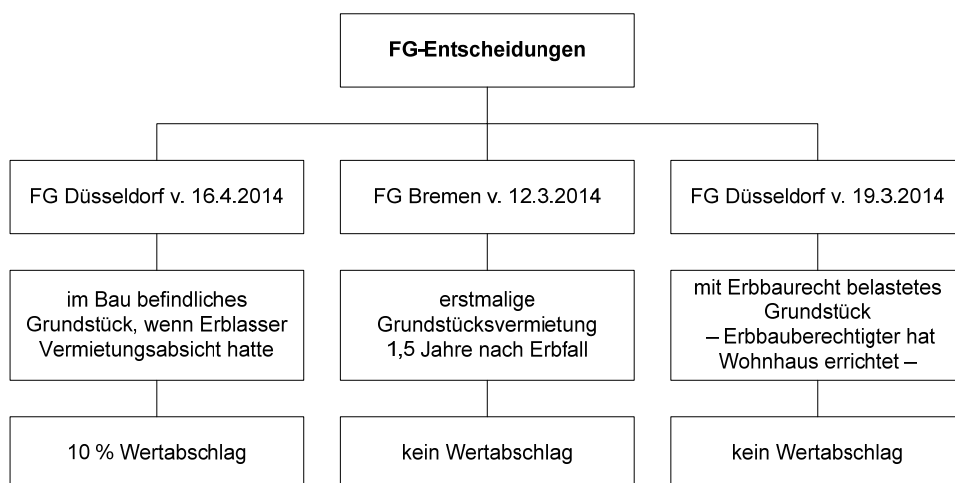 FG-Entscheidungen
FG Düsseldorf v. 16.4.2014
FG Bremen v. 12.3.2014
FG Düsseldorf v. 19.3.2014
im Bau befindliches
Grundstück, wenn Erblasser
Vermietungsabsicht hatte
erstmalige
Grundstücksvermietung
1,5 Jahre nach Erbfall
mit Erbbaurecht belastetes
Grundstück
– Erbbauberechtigter hat
Wohnhaus errichtet –
10 % Wertabschlag
kein Wertabschlag
kein Wertabschlag